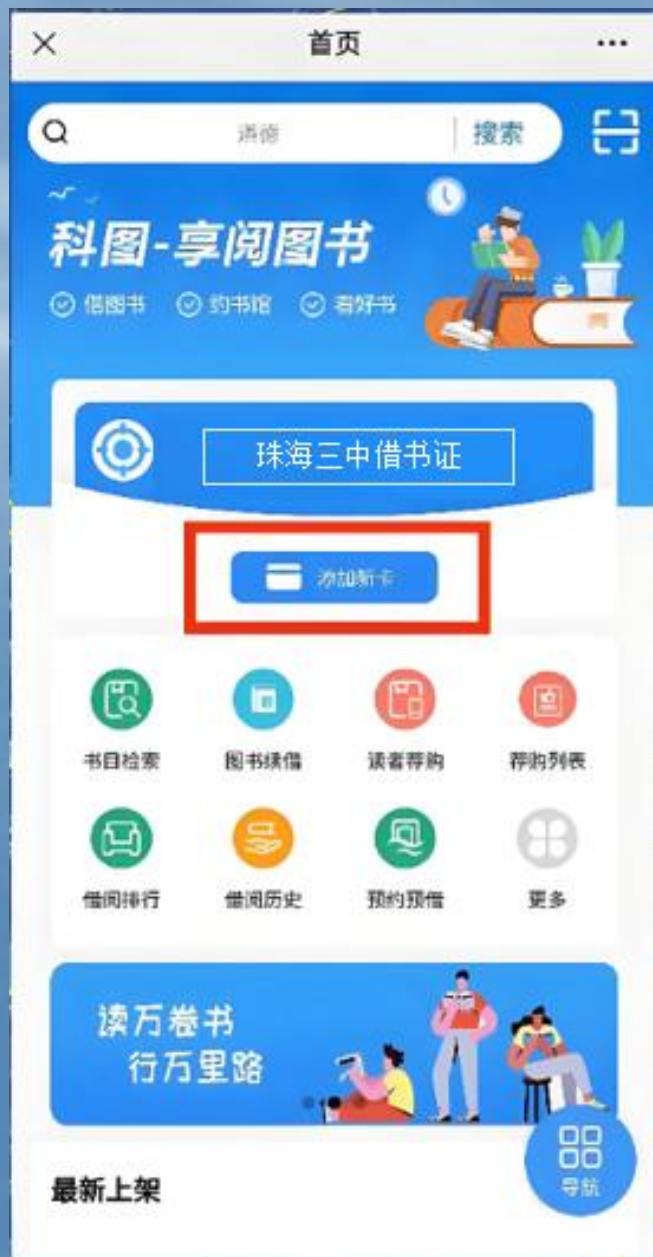 首页
道德
搜索
科图-享阅图书
借图书 约书馆 看好书
珠海三中借书证
添加新卡
书目检索 图书续借 读者荐购 荐购列表
借阅排行 借阅历史 预约预借 更多
读万卷书
行万里路
导航
最新上架